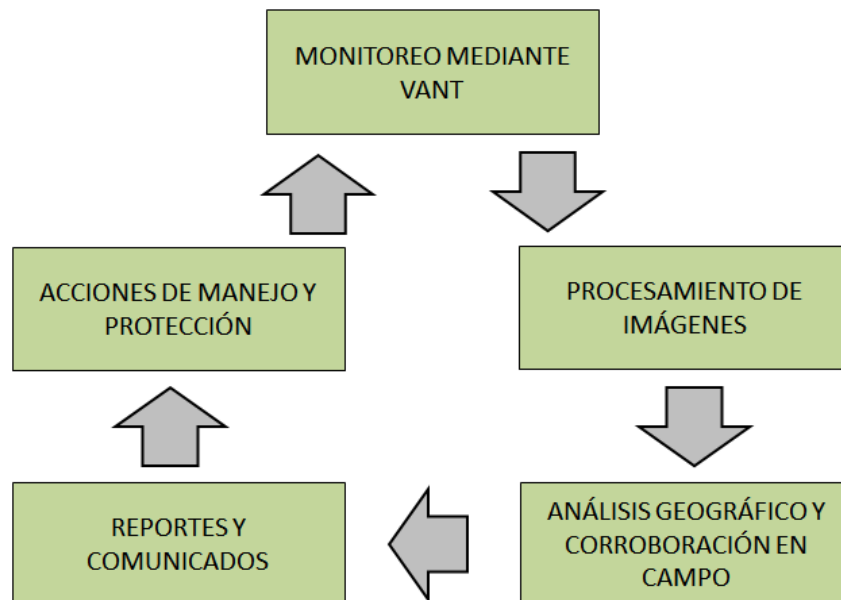 MONITOREO MEDIANTE
VANT
ACCIONES DE MANEJO Y
PROTECCIÓN
PROCESAMIENTO DE
IMÁGENES
REPORTES Y
COMUNICADOS
ANÁLISIS GEOGRÁFICO Y
CORROBORACIÓN EN
CAMPO